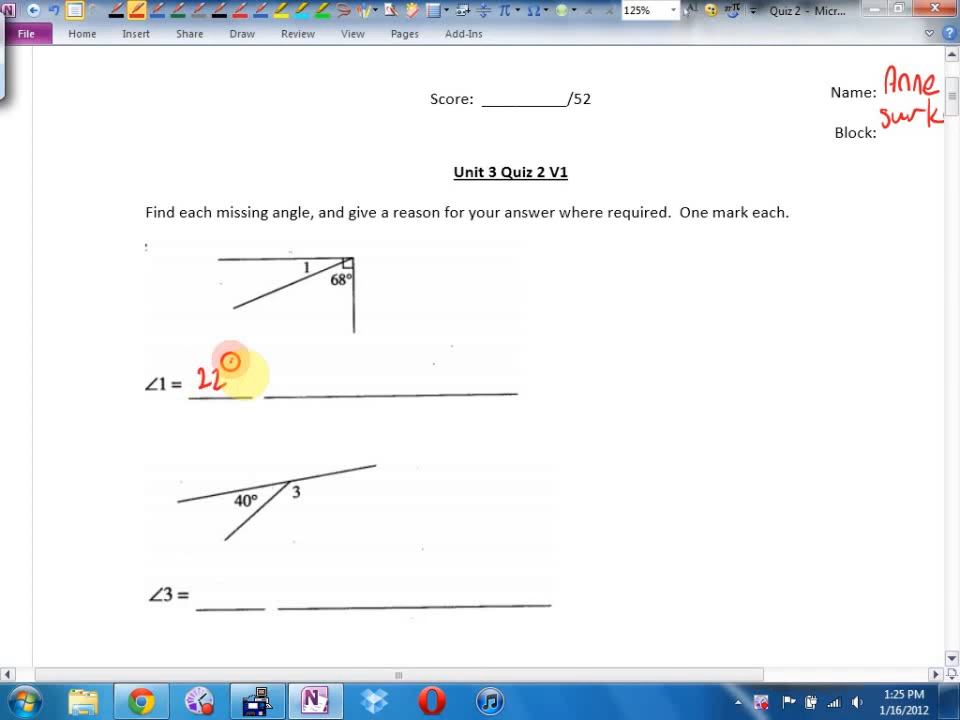 125%
Quiz 2 - Micr...
File Home Insert Share Draw Review View Pages Add-Ins
Score: __________/52
Name: Anne
Block:
Unit 3 Quiz 2 V1
Find each missing angle, and give a reason for your answer where required. One mark each.
1
68°
∠1 = 22°
40° 3
∠3 =
1:25 PM
1/16/2012